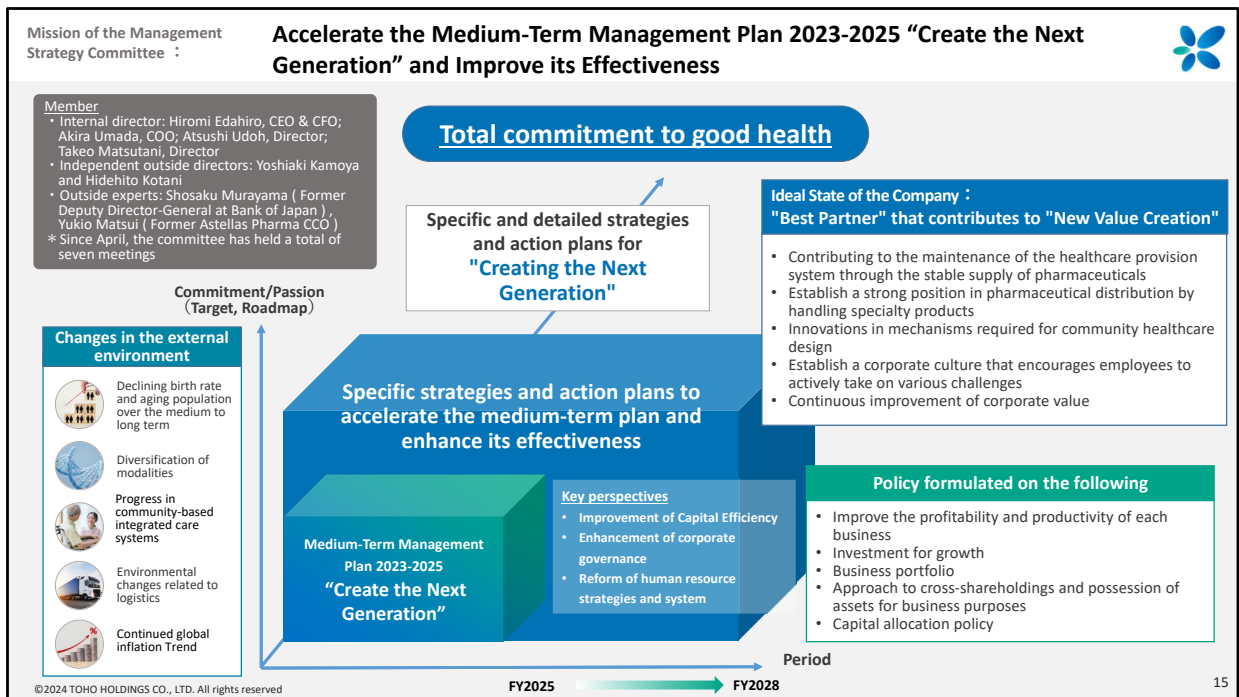 Mission of the Management
Strategy Committee：
Accelerate the Medium-Term Management Plan 2023-2025 “Create the Next
Generation” and Improve its Effectiveness
Member
・Internal director: Hiromi Edahiro, CEO & CFO;
Akira Umada, COO; Atsushi Udoh, Director;
Takeo Matsutani, Director
・Independent outside directors: Yoshiaki Kamoya
and Hidehito Kotani
・Outside experts: Shosaku Murayama ( Former
Deputy Director-General at Bank of Japan ) ,
Yukio Matsui ( Former Astellas Pharma CCO )
＊Since April, the committee has held a total of
seven meetings
Total commitment to good health
Specific and detailed strategies
and action plans for
"Creating the Next
Generation"
Ideal State of the Company：
"Best Partner" that contributes to "New Value Creation"
• Contributing to the maintenance of the healthcare provision
system through the stable supply of pharmaceuticals
• Establish a strong position in pharmaceutical distribution by
handling specialty products
• Innovations in mechanisms required for community healthcare
design
• Establish a corporate culture that encourages employees to
actively take on various challenges
• Continuous improvement of corporate value
Commitment/Passion
（Target, Roadmap）
Changes in the external
environment
Declining birth rate
and aging population
over the medium to
long term
Diversification of
modalities
Progress in
community-based
integrated care
systems
Environmental
changes related to
logistics
%
Continued global
inflation Trend
Specific strategies and action plans to
accelerate the medium-term plan and
enhance its effectiveness
Medium-Term Management
Plan 2023-2025
“Create the Next
Generation”
Key perspectives
• Improvement of Capital Efficiency
• Enhancement of corporate
governance
• Reform of human resource
strategies and system
Policy formulated on the following
• Improve the profitability and productivity of each
business
• Investment for growth
• Business portfolio
• Approach to cross-shareholdings and possession of
assets for business purposes
• Capital allocation policy
Period
FY2025
FY2028
©2024 TOHO HOLDINGS CO., LTD. All rights reserved
15